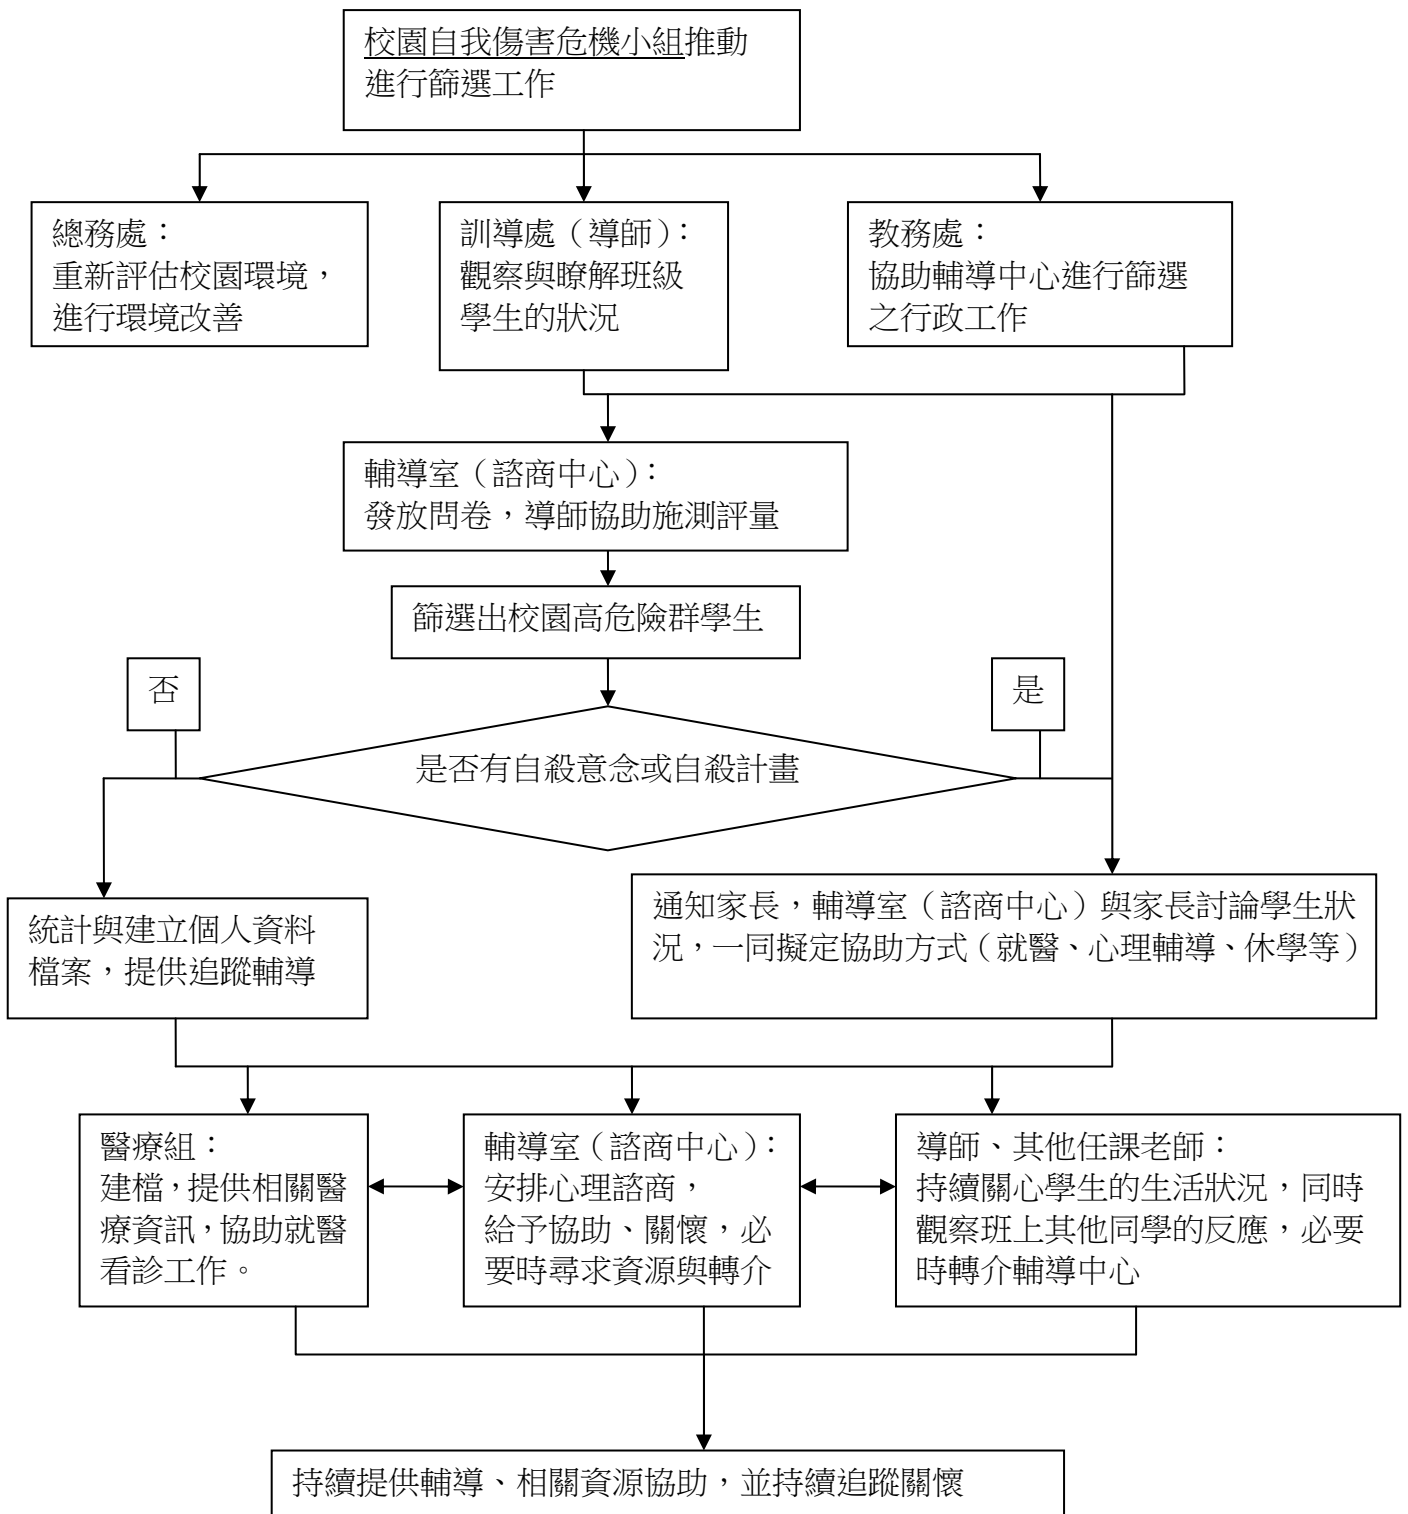 校園自我傷害危機小組推動
進行篩選工作
總務處：
重新評估校園環境，
進行環境改善
訓導處（導師）：
觀察與瞭解班級
學生的狀況
教務處：
協助輔導中心進行篩選
之行政工作
輔導室（諮商中心）：
發放問卷，導師協助施測評量
篩選出校園高危險群學生
否
是
是否有自殺意念或自殺計畫
統計與建立個人資料
檔案，提供追蹤輔導
通知家長，輔導室（諮商中心）與家長討論學生狀
況，一同擬定協助方式（就醫、心理輔導、休學等）
醫療組：
建檔，提供相關醫
療資訊，協助就醫
看診工作。
輔導室（諮商中心）：
安排心理諮商，
給予協助、關懷，必
要時尋求資源與轉介
導師、其他任課老師：
持續關心學生的生活狀況，同時
觀察班上其他同學的反應，必要
時轉介輔導中心
持續提供輔導、相關資源協助，並持續追蹤關懷